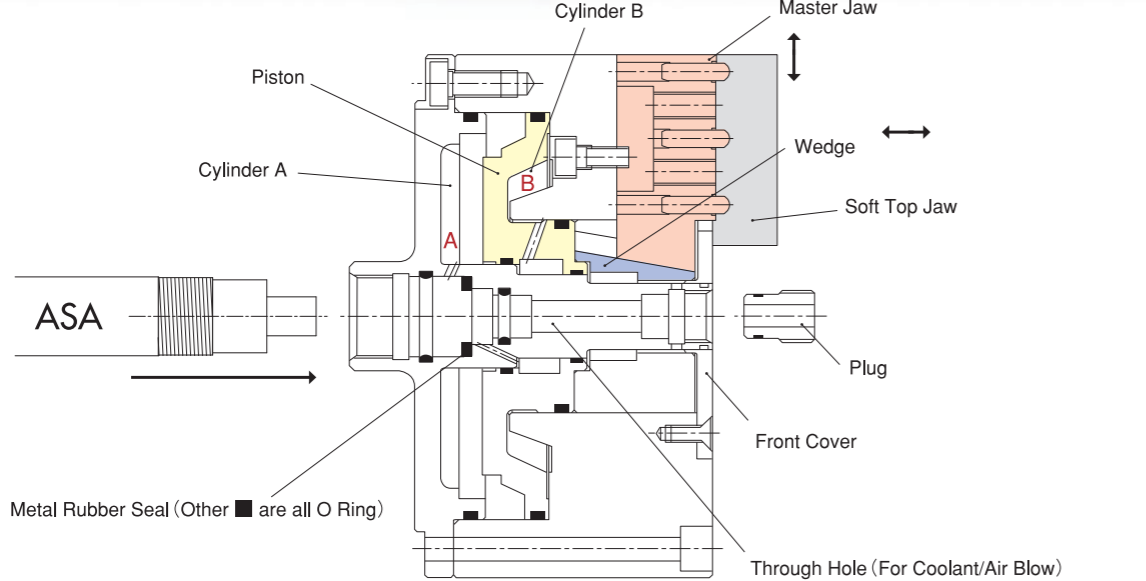 Cylinder B
Master Jaw
Piston
Wedge
Cylinder A
B
Soft Top Jaw
A
ASA
Plug
Front Cover
Metal Rubber Seal (Other ■ are all O Ring)
Through Hole (For Coolant/Air Blow)